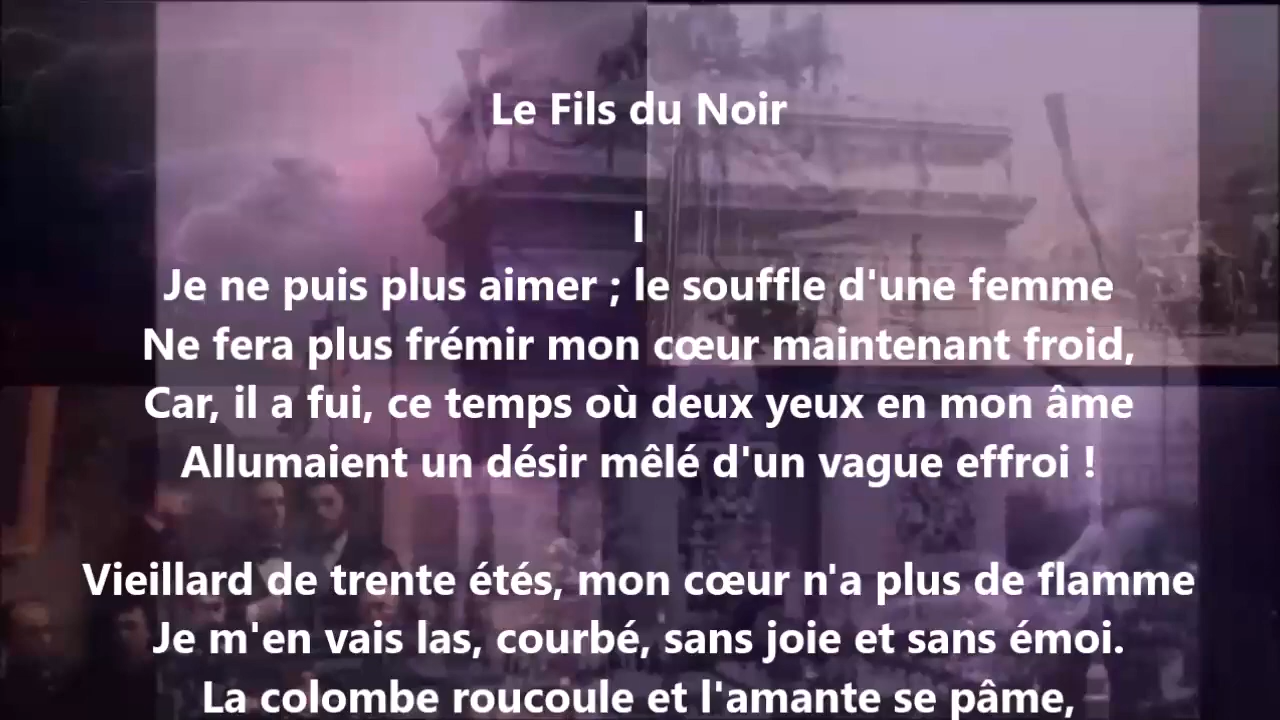 Le Fils du Noir
I
Je ne puis plus aimer ; le souffle d'une femme
Ne fera plus frémir mon cœur maintenant froid,
Car, il a fui, ce temps où deux yeux en mon âme
Allumaient un désir mêlé d'un vague effroi !
Vieillard de trente étés, mon cœur n'a plus de flamme
Je m'en vais las, courbé, sans joie et sans émoi.
La colombe roucoule et l'amante se pâme,